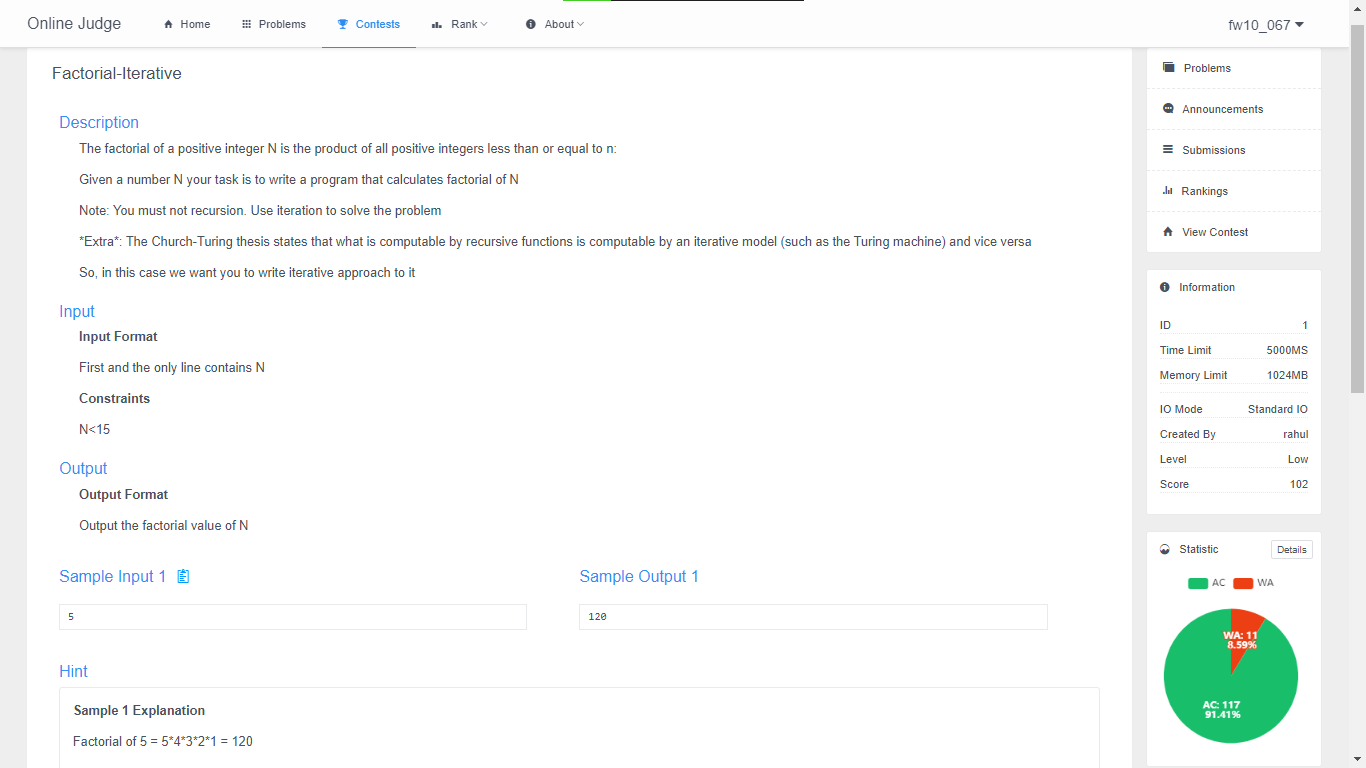 Online Judge
Home
Problems
Contests
Rank
About
fw10_067
Factorial-Iterative
Description
The factorial of a positive integer N is the product of all positive integers less than or equal to n:
Given a number N your task is to write a program that calculates factorial of N
Note: You must not recursion. Use iteration to solve the problem
*Extra*: The Church-Turing thesis states that what is computable by recursive functions is computable by an iterative model (such as the Turing machine) and vice versa
So, in this case we want you to write iterative approach to it
Input
Input Format
First and the only line contains N
Constraints
N<15
Output
Output Format
Output the factorial value of N
Sample Input 1
5
Sample Output 1
120
Hint
Sample 1 Explanation
Factorial of 5 = 5*4*3*2*1 = 120
Problems
Announcements
Submissions
Rankings
View Contest
Information
ID 1
Time Limit 5000MS
Memory Limit 1024MB
IO Mode Standard IO
Created By rahul
Level Low
Score 102
Statistic Details
AC WA
WA: 11
8.59%
AC: 117
91.41%